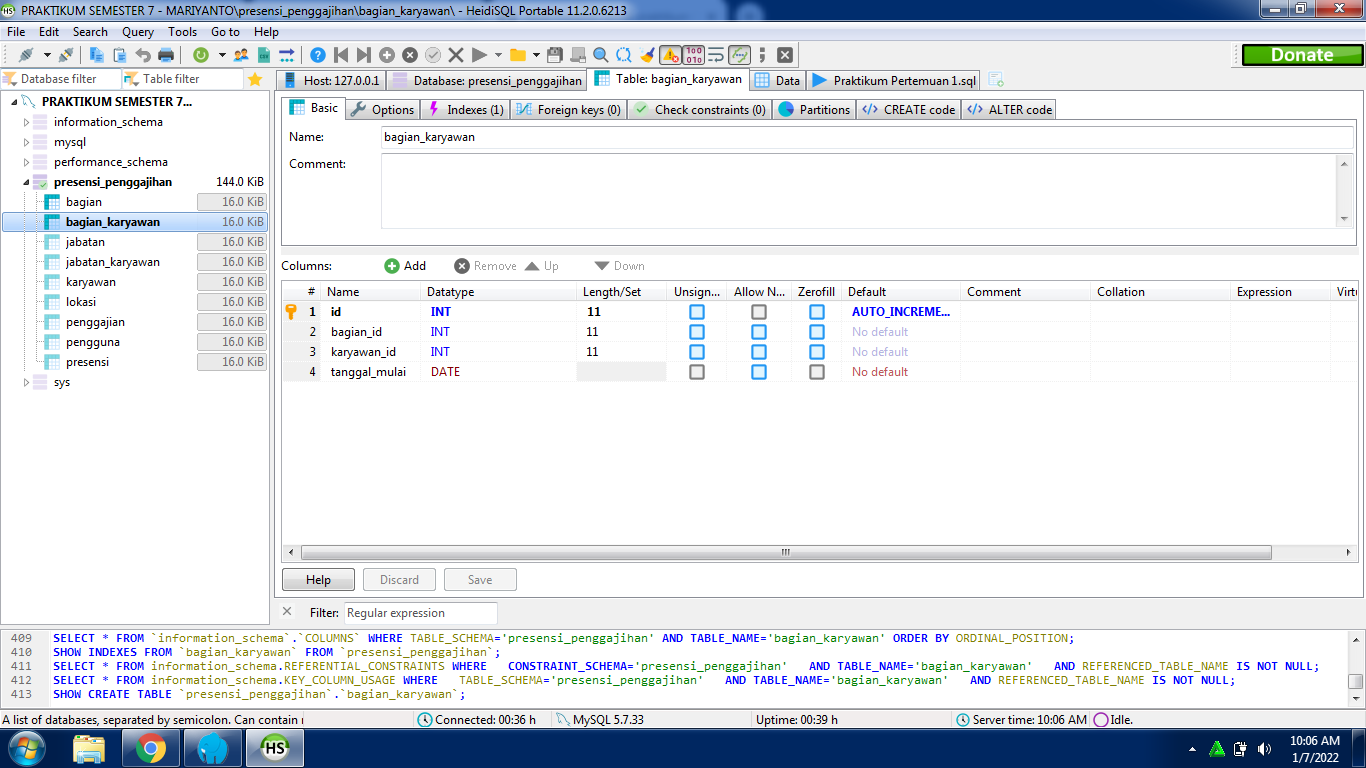 PRAKTIKUM SEMESTER 7 - MARIYANTO\presensi_penggajihan\bagian_karyawan\ - HeidiSQL Portable 11.2.0.6213
File Edit Search Query Tools Go to Help
Donate
Database filter Table filter
Host: 127.0.0.1 Database: presensi_penggajihan Table: bagian_karyawan Data Praktikum Pertemuan 1.sql
PRAKTIKUM SEMESTER 7...
information_schema
mysql
performance_schema
presensi_penggajihan 144.0 KiB
bagian 16.0 KiB
bagian_karyawan 16.0 KiB
jabatan 16.0 KiB
jabatan_karyawan 16.0 KiB
karyawan 16.0 KiB
lokasi 16.0 KiB
penggajian 16.0 KiB
pengguna 16.0 KiB
presensi 16.0 KiB
sys
Basic Options Indexes (1) Foreign keys (0) Check constraints (0) Partitions CREATE code ALTER code
Name: bagian_karyawan
Comment:
Columns: Add Remove Up Down
# Name Datatype Length/Set Unsign... Allow N... Zerofill Default Comment Collation Expression Virtu
1 id INT 11 AUTO_INCREME...
2 bagian_id INT 11 No default
3 karyawan_id INT 11 No default
4 tanggal_mulai DATE No default
Help Discard Save
Filter: Regular expression
409 SELECT * FROM `information_schema`.`COLUMNS` WHERE TABLE_SCHEMA='presensi_penggajihan' AND TABLE_NAME='bagian_karyawan' ORDER BY ORDINAL_POSITION;
410 SHOW INDEXES FROM `bagian_karyawan` FROM `presensi_penggajihan`;
411 SELECT * FROM information_schema.REFERENTIAL_CONSTRAINTS WHERE CONSTRAINT_SCHEMA='presensi_penggajihan' AND TABLE_NAME='bagian_karyawan' AND REFERENCED_TABLE_NAME IS NOT NULL;
412 SELECT * FROM information_schema.KEY_COLUMN_USAGE WHERE TABLE_SCHEMA='presensi_penggajihan' AND TABLE_NAME='bagian_karyawan' AND REFERENCED_TABLE_NAME IS NOT NULL;
413 SHOW CREATE TABLE `presensi_penggajihan`.`bagian_karyawan`;
A list of databases, separated by semicolon. Can contain Connected: 00:36 h MySQL 5.7.33 Uptime: 00:39 h Server time: 10:06 AM Idle.
HS
10:06 AM
1/7/2022